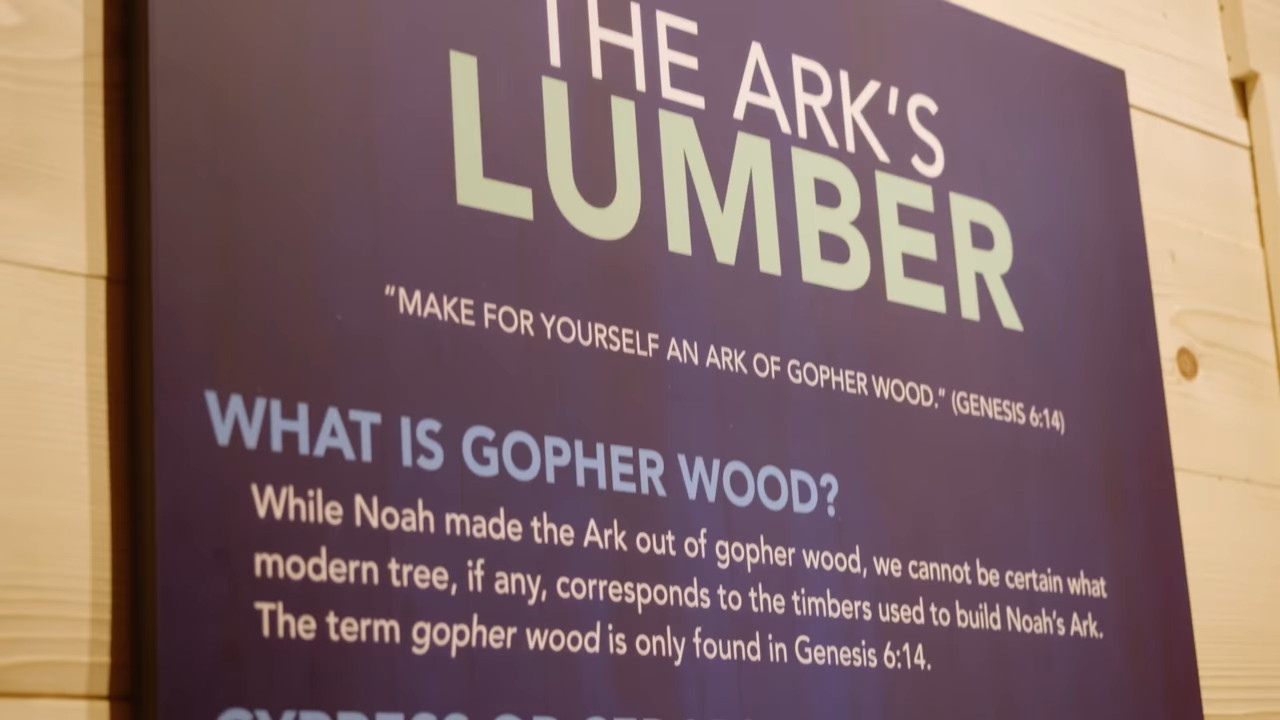 THE ARK'S
LUMBER
“MAKE FOR YOURSELF AN ARK OF GOPHER WOOD.” (GENESIS 6:14)
WHAT IS GOPHER WOOD?
While Noah made the Ark out of gopher wood, we cannot be certain what
modern tree, if any, corresponds to the timbers used to build Noah's Ark.
The term gopher wood is only found in Genesis 6:14.